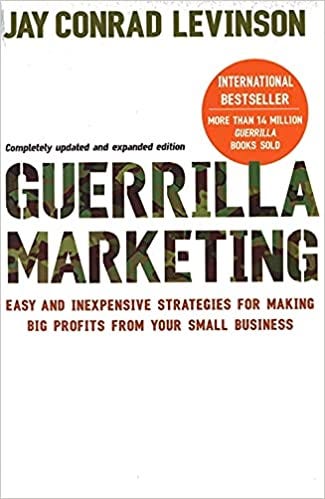 JAY CONRAD LEVINSON
INTERNATIONAL
BESTSELLER
MORE THAN 14 MILLION
GUERRILLA
BOOKS SOLD
Completely updated and expanded edition
GUERRILLA
MARKETING
EASY AND INEXPENSIVE STRATEGIES FOR MAKING
BIG PROFITS FROM YOUR SMALL BUSINESS